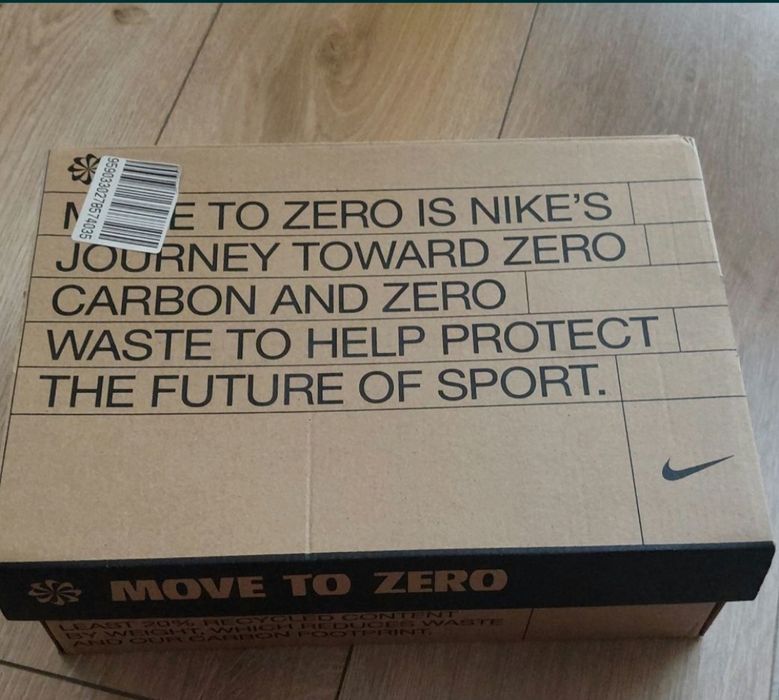 959033027857403S
M E TO ZERO IS NIKE'S
JOURNEY TOWARD ZERO
CARBON AND ZERO
WASTE TO HELP PROTECT
THE FUTURE OF SPORT.
MOVE TO ZERO
LEAST 20% RECYCLED CONTENT
BY WEIGHT, WHICH REDUCES WASTE
AND OUR CARBON FOOTPRINT.